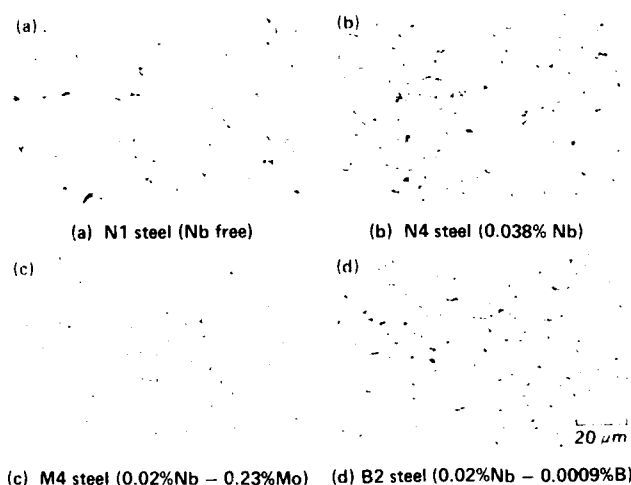 (a)
(b)
(a) N1 steel (Nb free)
(b) N4 steel (0.038% Nb)
(c)
(d)
20 μm
(c) M4 steel (0.02%Nb – 0.23%Mo)
(d) B2 steel (0.02%Nb – 0.0009%B)